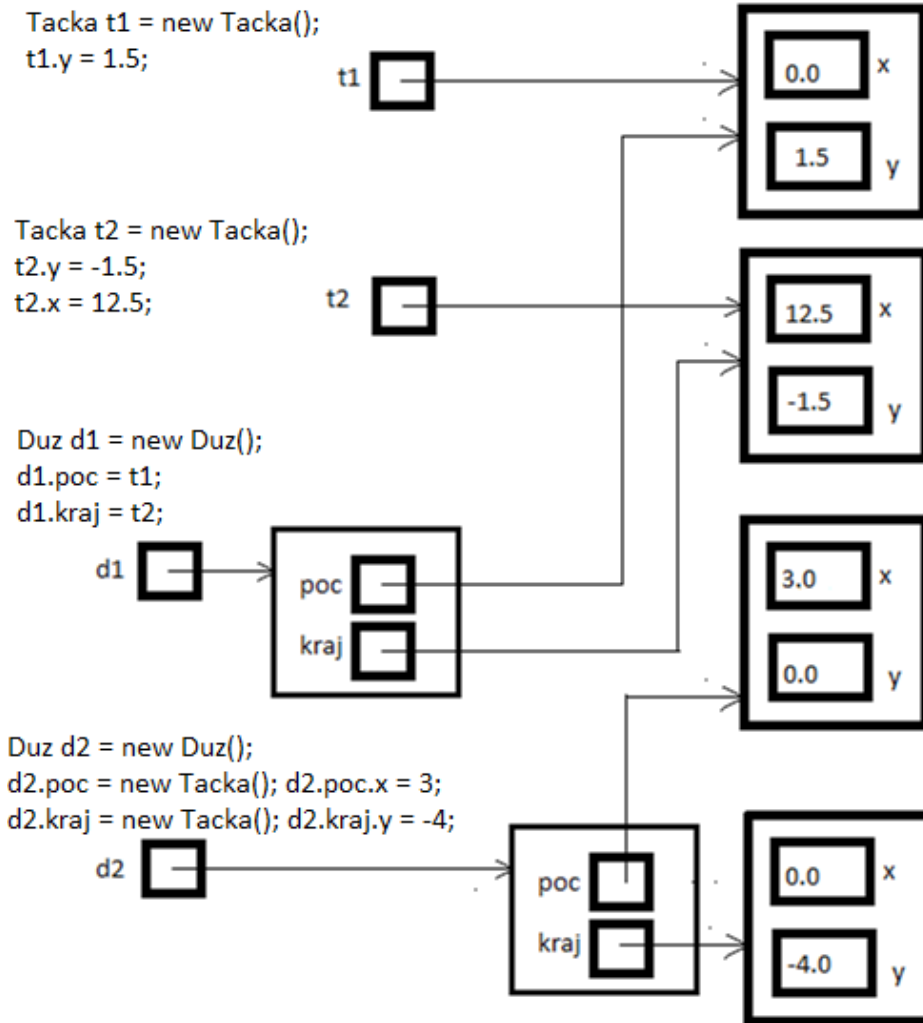 Tacka t1 = new Tacka();
t1.y = 1.5;
t1
0.0 x
1.5 y
Tacka t2 = new Tacka();
t2.y = -1.5;
t2.x = 12.5;
t2
12.5 x
-1.5 y
Duz d1 = new Duz();
d1.poc = t1;
d1.kraj = t2;
d1
poc
kraj
3.0 x
0.0 y
Duz d2 = new Duz();
d2.poc = new Tacka(); d2.poc.x = 3;
d2.kraj = new Tacka(); d2.kraj.y = -4;
d2
poc
kraj
0.0 x
-4.0 y